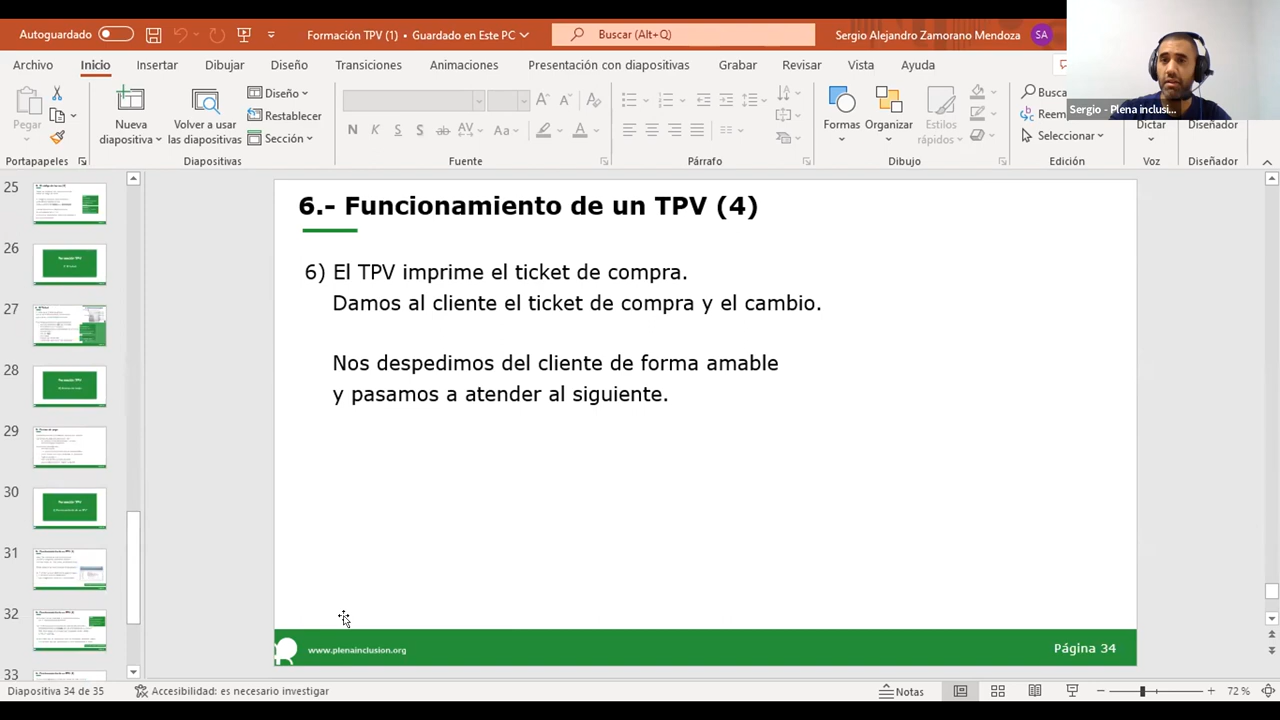 Autoguardado
Formación TPV (1) • Guardado en Este PC
Buscar (Alt+Q)
Sergio Alejandro Zamorano Mendoza
SA
Archivo
Inicio
Insertar
Dibujar
Diseño
Transiciones
Animaciones
Presentación con diapositivas
Grabar
Revisar
Vista
Ayuda
Sergio - Plena inclusi...
Pegar
Nueva
diapositiva
Volver a usar
las diapositivas
Diseño
Restablecer
Sección
N K S ab AV Aa A
Formas
Organizar
Estilos
rápidos
Busca
Reem
Seleccionar
Dictar
Diseñador
Portapapeles
Diapositivas
Fuente
Párrafo
Dibujo
Edición
Voz
Diseñador
25
26
27
28
29
30
31
32
33
6.- Funcionamiento de un TPV (4)
6) El TPV imprime el ticket de compra.
Damos al cliente el ticket de compra y el cambio.
Nos despedimos del cliente de forma amable
y pasamos a atender al siguiente.
www.plenainclusion.org
Página 34
Diapositiva 34 de 35
Accesibilidad: es necesario investigar
Notas
72 %